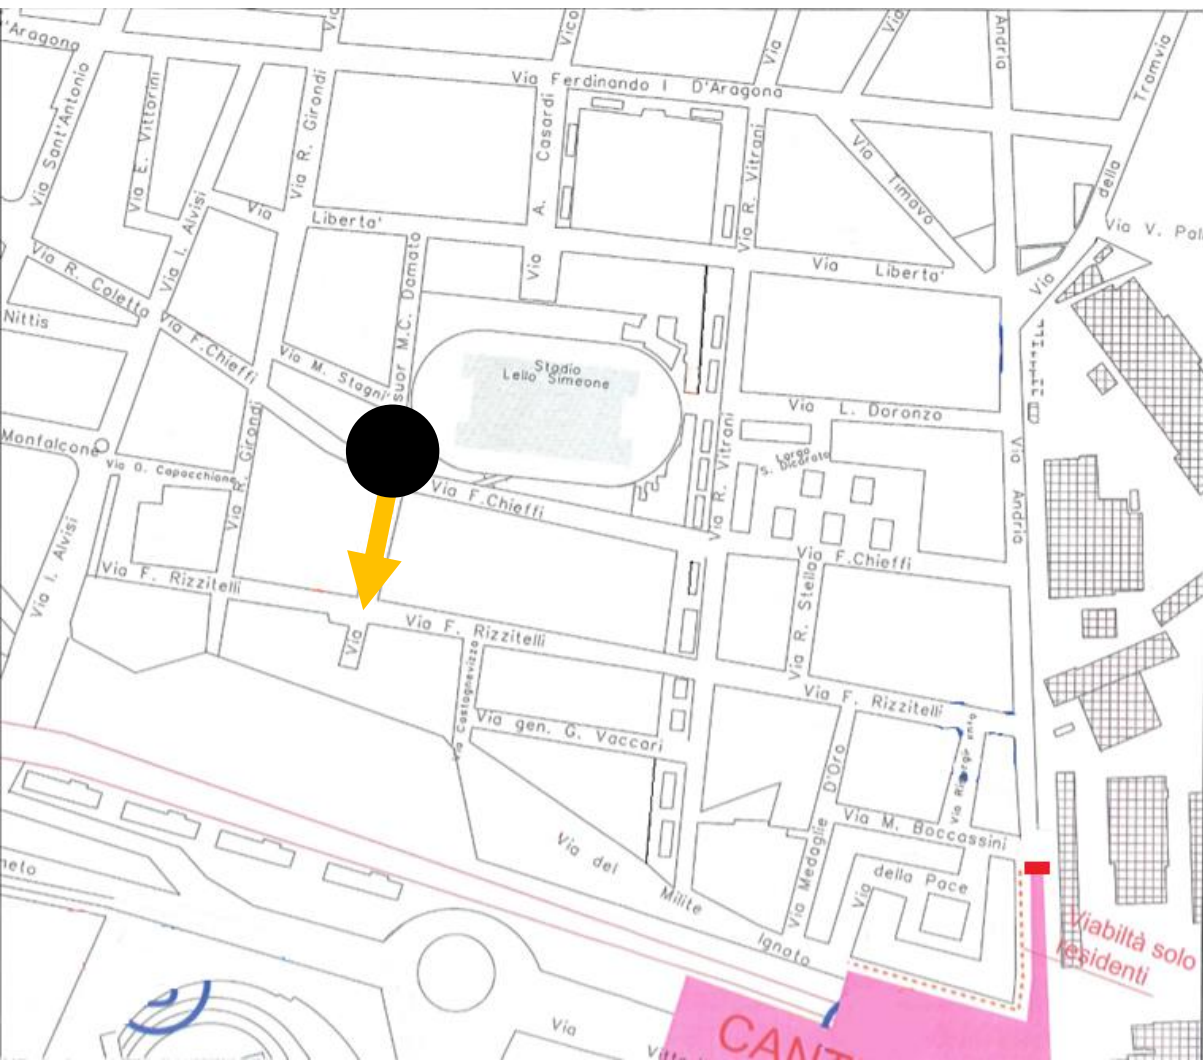 D'Aragona
Via Sant'Antonio
Via E. Vittorini
Via R. Girondi
Via I. Alvisi
Via R. Coletta
Nittis
Via F.Chieffi
Via M. Stagni'
suor M.C. Damato
Via Liberta'
Via A. Casardi
Via Ferdinando I D'Aragona
Via
Via
Via R. Vitrani
Via Timavo
Andria
Via della Tramvia
Via V. Pal
Via Liberta'
Stadio
Lello Simeone
Via L. Doronzo
Largo
S. Dicorato
Via R. Vitrani
Via Andria
Monfalcone
Via G. Capacchione
Via R. Girondi
Via I. Alvisi
Via F.Chieffi
Via F.Chieffi
Via R. Stella
Via F. Rizzitelli
Via
Via F. Rizzitelli
Via Castagnevizza
Via gen. G. Vaccari
Via F. Rizzitelli
Via Medaglie D'Oro
Via M. Boccassini
Via della Pace
Via del Milite Ignoto
neto
Via
Viabiltà solo
residenti